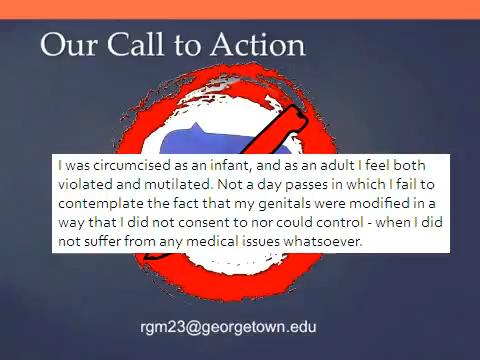 Our Call to Action
I was circumcised as an infant, and as an adult I feel both
violated and mutilated. Not a day passes in which I fail to
contemplate the fact that my genitals were modified in a
way that I did not consent to nor could control - when I did
not suffer from any medical issues whatsoever.
rgm23@georgetown.edu